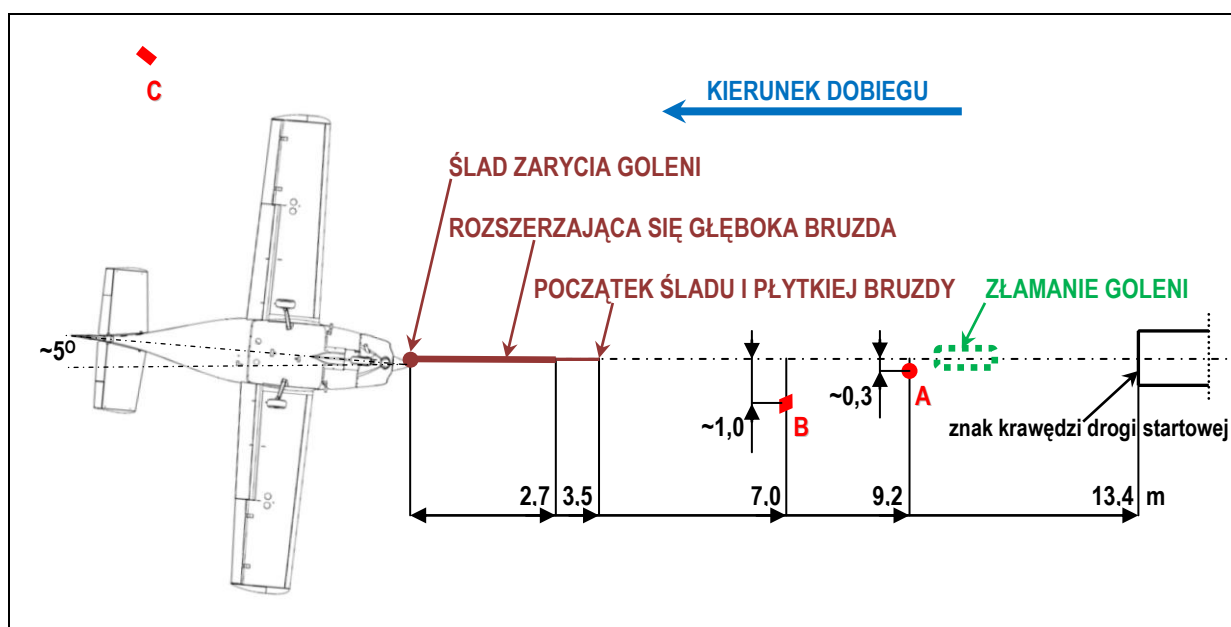 C
KIERUNEK DOBIEGU
ŚLAD ZARYCIA GOLENI
ROZSZERZAJĄCA SIĘ GŁĘBOKA BRUZDA
POCZĄTEK ŚLADU I PŁYTKIEJ BRUZDY
ZŁAMANIE GOLENI
~5O
~1,0
B
~0,3
A
znak krawędzi drogi startowej
2,7 3,5 7,0 9,2 13,4 m